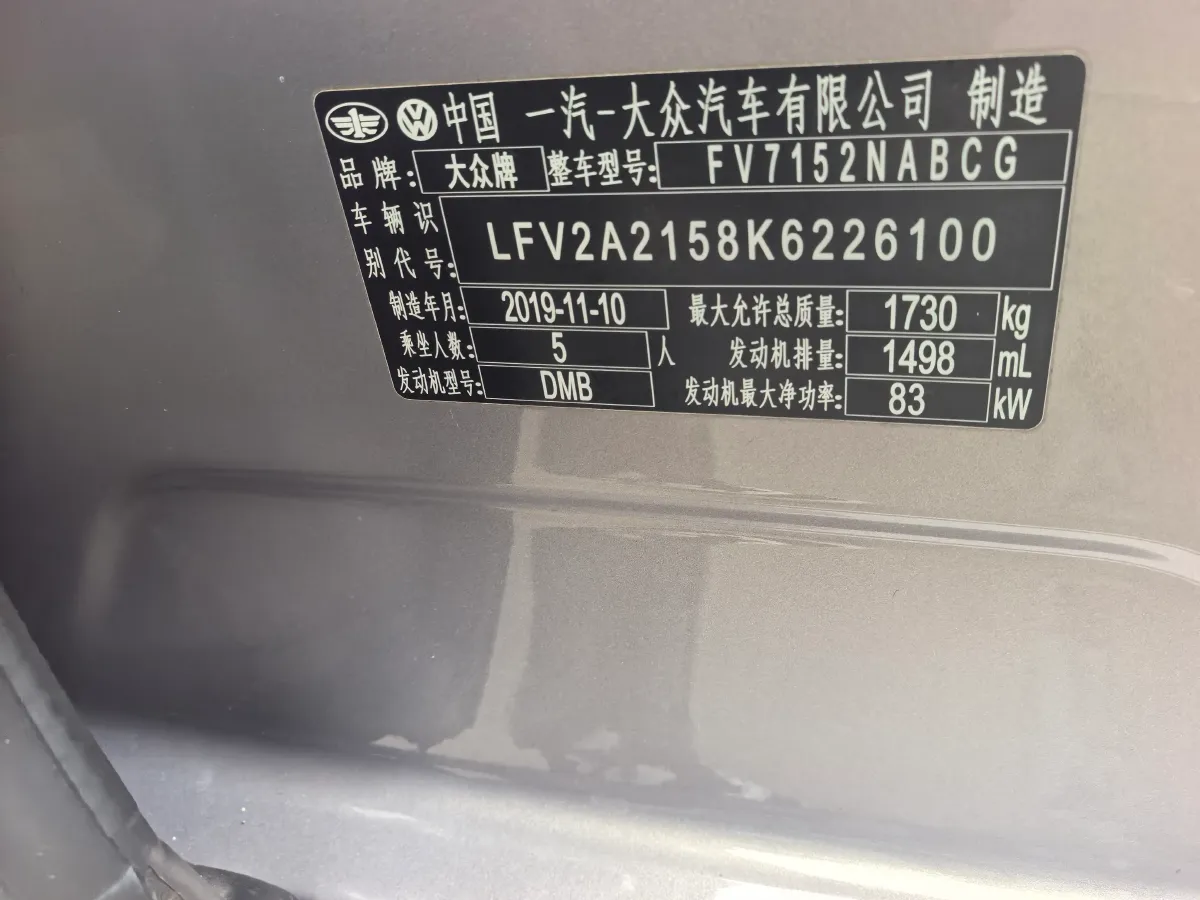 中国 一汽-大众汽车有限公司 制造
品牌: 大众牌 整车型号: FV7152NABCG
车辆识别代号: LFV2A2158K6226100
制造年月: 2019-11-10 最大允许总质量: 1730 kg
乘坐人数: 5 人 发动机排量: 1498 mL
发动机型号: DMB 发动机最大净功率: 83 kW